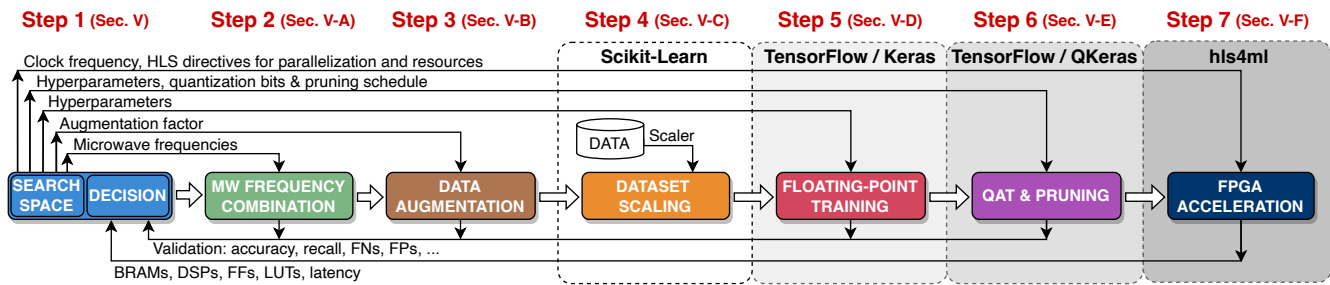 Step 1 (Sec. V)
Step 2 (Sec. V-A)
Step 3 (Sec. V-B)
Step 4 (Sec. V-C)
Step 5 (Sec. V-D)
Step 6 (Sec. V-E)
Step 7 (Sec. V-F)
Scikit-Learn
TensorFlow / Keras
TensorFlow / QKeras
hls4ml
Clock frequency, HLS directives for parallelization and resources
Hyperparameters, quantization bits & pruning schedule
Hyperparameters
Augmentation factor
Microwave frequencies
DATA
Scaler
SEARCH
SPACE
DECISION
MW FREQUENCY
COMBINATION
DATA
AUGMENTATION
DATASET
SCALING
FLOATING-POINT
TRAINING
QAT & PRUNING
FPGA
ACCELERATION
Validation: accuracy, recall, FNs, FPs, ...
BRAMs, DSPs, FFs, LUTs, latency